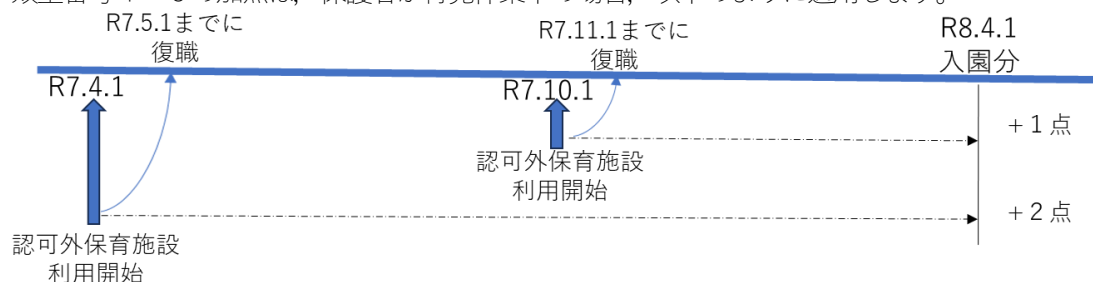 R7.5.1までに
復職
R7.11.1までに
復職
R8.4.1
入園分
R7.4.1
R7.10.1
+1点
認可外保育施設
利用開始
+2点
認可外保育施設
利用開始